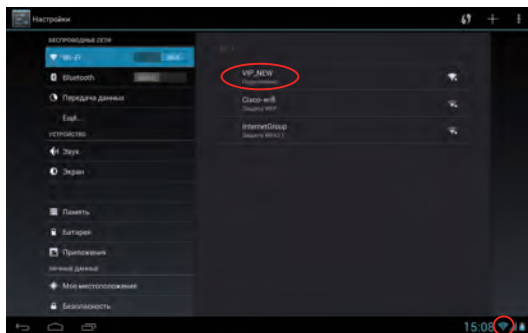 Настройки
БЕСПРОВОДНЫЕ СЕТИ
Wi-Fi
Bluetooth
Передача данных
Ещё...
УСТРОЙСТВО
Звук
Экран
Память
Батарея
Приложения
ЛИЧНЫЕ ДАННЫЕ
Мое местоположение
Безопасность
VIP_NEW
Подключено
Cisco-wifi
Защита WEP
InternetGroup
Защита
15:08